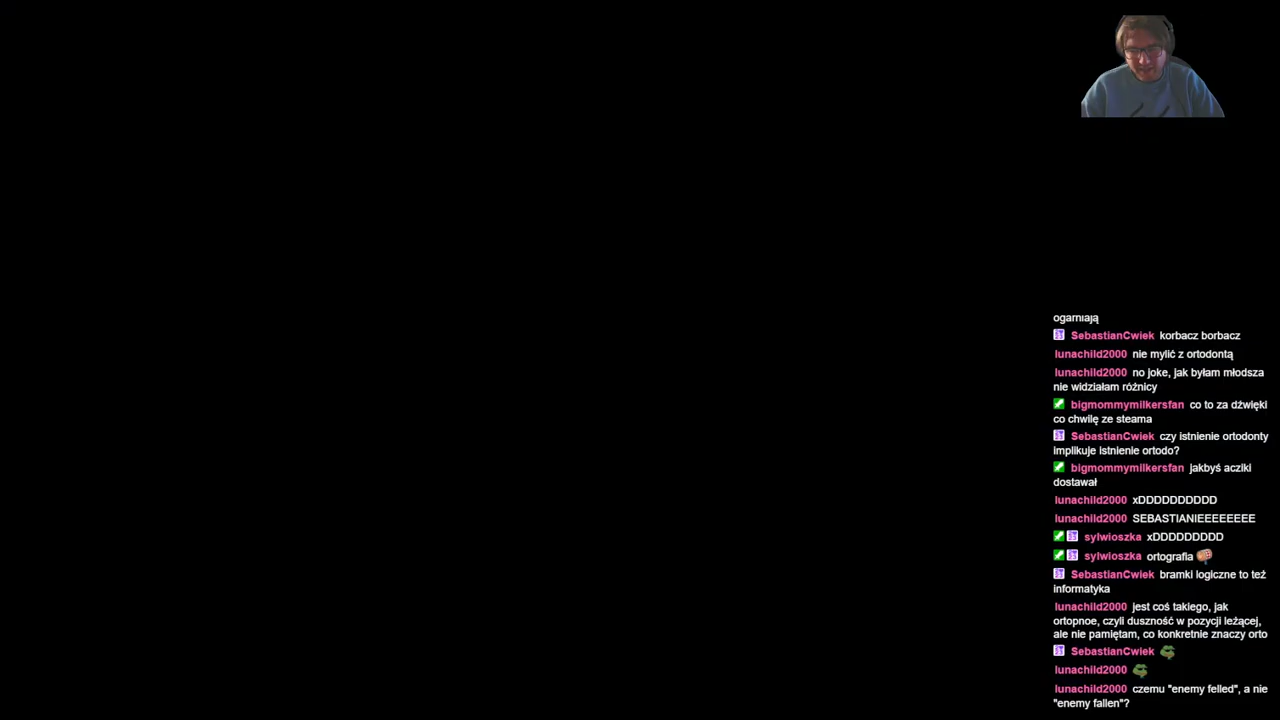 ogarniają
SebastianCwiek korbacz borbacz
lunachild2000 nie mylić z ortodontą
lunachild2000 no joke, jak byłam młodsza
nie widziałam różnicy
bigmommymilkersfan co to za dźwięki
co chwilę ze steama
SebastianCwiek czy istnienie ortodonty
implikuje istnienie ortodo?
bigmommymilkersfan jakbyś acziki
dostawał
lunachild2000 xDDDDDDDDDD
lunachild2000 SEBASTIANIEEEEEEEE
sylwioszka xDDDDDDDDD
sylwioszka ortografia
SebastianCwiek bramki logiczne to też
informatyka
lunachild2000 jest coś takiego, jak
ortopnoe, czyli duszność w pozycji leżącej,
ale nie pamiętam, co konkretnie znaczy orto
SebastianCwiek
lunachild2000
lunachild2000 czemu "enemy felled", a nie
"enemy fallen"?